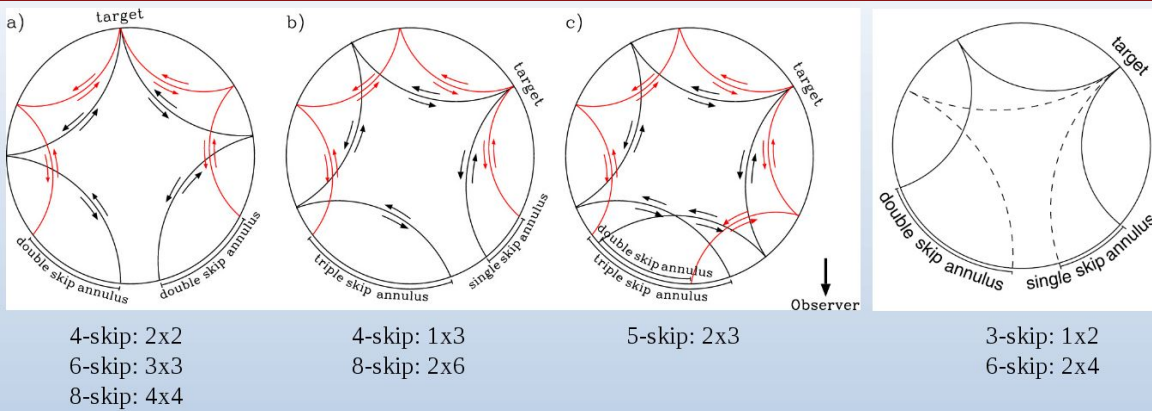 a)
target
double skip annulus
double skip annulus
b)
target
triple skip annulus
single skip annulus
c)
target
double skip annulus
triple skip annulus
Observer
target
double skip annulus
single skip annulus
4-skip: 2x2
6-skip: 3x3
8-skip: 4x4
4-skip: 1x3
8-skip: 2x6
5-skip: 2x3
3-skip: 1x2
6-skip: 2x4